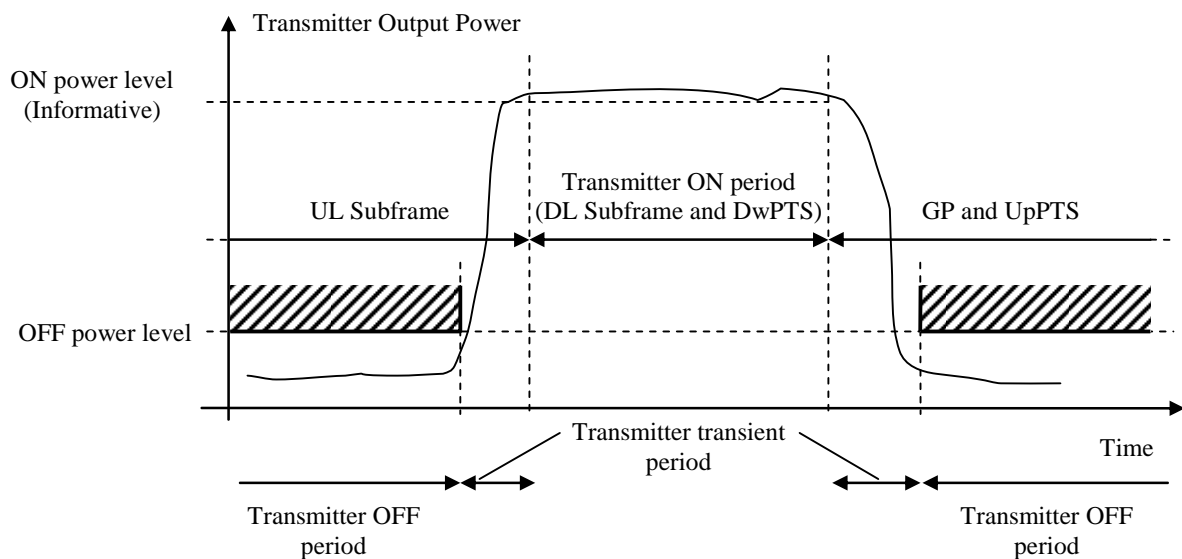 Transmitter Output Power
ON power level
(Informative)
UL Subframe
Transmitter ON period
(DL Subframe and DwPTS)
GP and UpPTS
OFF power level
Transmitter transient
period
Time
Transmitter OFF
period
Transmitter OFF
period